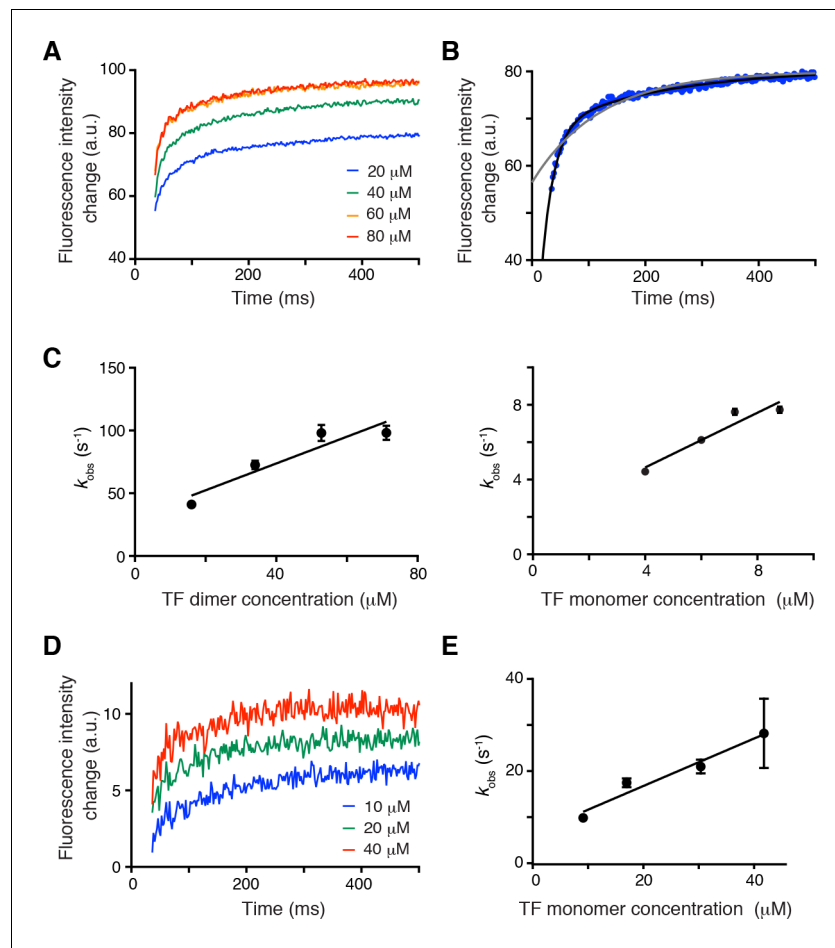 A
Fluorescence intensity
change (a.u.)
100
80
60
40
200
400
Time (ms)
20 μM
40 μM
60 μM
80 μM
B
Fluorescence intensity
change (a.u.)
80
60
40
0
200
400
Time (ms)
C
kobs (s-1)
150
100
50
0
0
40
80
TF dimer concentration (μM)
kobs (s-1)
8
4
0
0
4
8
TF monomer concentration (μM)
D
Fluorescence intensity
change (a.u.)
10
5
0
200
400
Time (ms)
10 μM
20 μM
40 μM
E
kobs (s-1)
40
20
0
0
20
40
TF monomer concentration (μM)